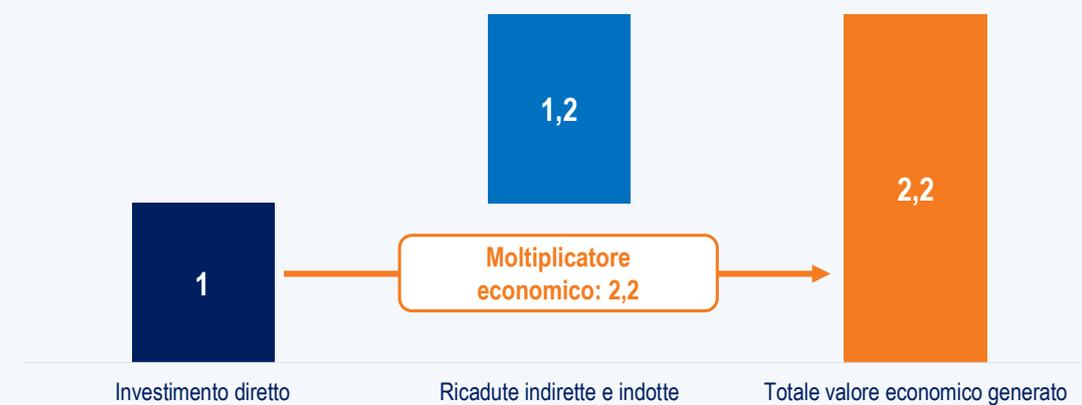 1,2
2,2
1
Moltiplicatore
economico: 2,2
Investimento diretto
Ricadute indirette e indotte
Totale valore economico generato